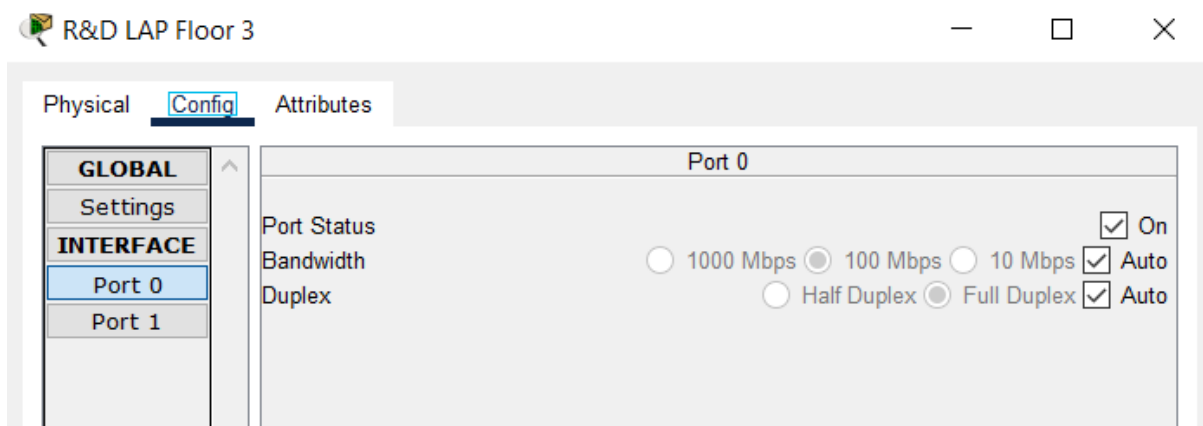 R&D LAP Floor 3
Physical Config Attributes
GLOBAL
Settings
INTERFACE
Port 0
Port 1
Port 0
Port Status On
Bandwidth 1000 Mbps 100 Mbps 10 Mbps Auto
Duplex Half Duplex Full Duplex Auto